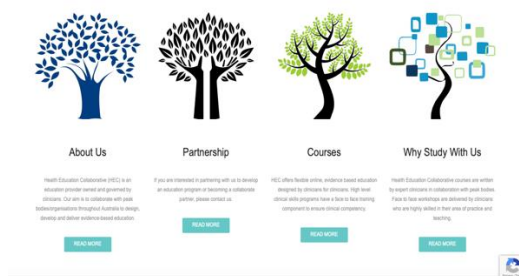 About Us
Health Education Collaborative (HEC) is an
education provider owned and governed by
clinicians. Our aim is to collaborate with peak
bodies/organisations throughout Australia to design,
develop and deliver evidence-based education.
READ MORE
Partnership
If you are interested in partnering with us to develop
an education program or becoming a collaborate
partner, please contact us.
READ MORE
Courses
HEC offers flexible online, evidence based education
designed by clinicians for clinicians. High level
clinical skills programs have a face to face training
component to ensure clinical competency.
READ MORE
Why Study With Us
Health Education Collaborative courses are written
by expert clinicians in collaboration with peak bodies.
Face to face workshops are delivered by clinicians
who are highly skilled in their area of practice and
teaching.
READ MORE